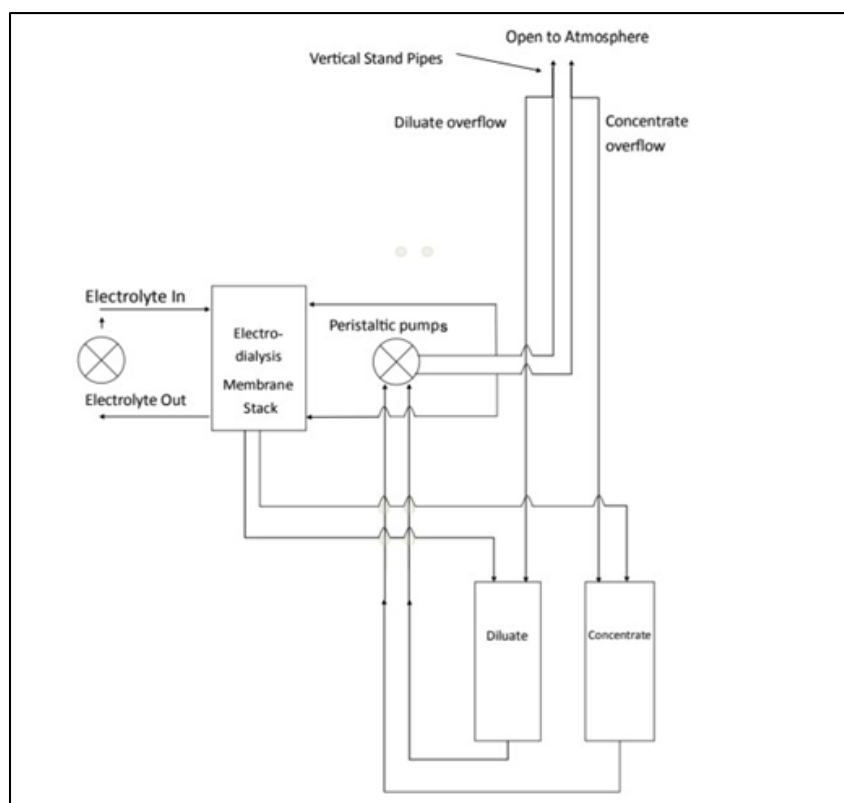 Open to Atmosphere
Vertical Stand Pipes
Diluate overflow
Concentrate
overflow
Electrolyte In
Peristaltic pumps
Electro-
dialysis
Membrane
Stack
Electrolyte Out
Diluate
Concentrate